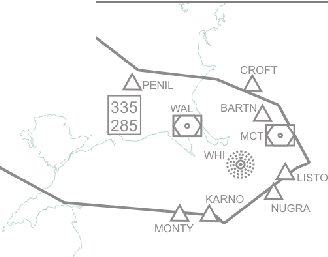 CROFT
PENIL
335
285
WAL
BARTN
MCT
WHI
LISTO
KARNO
NUGRA
MONTY